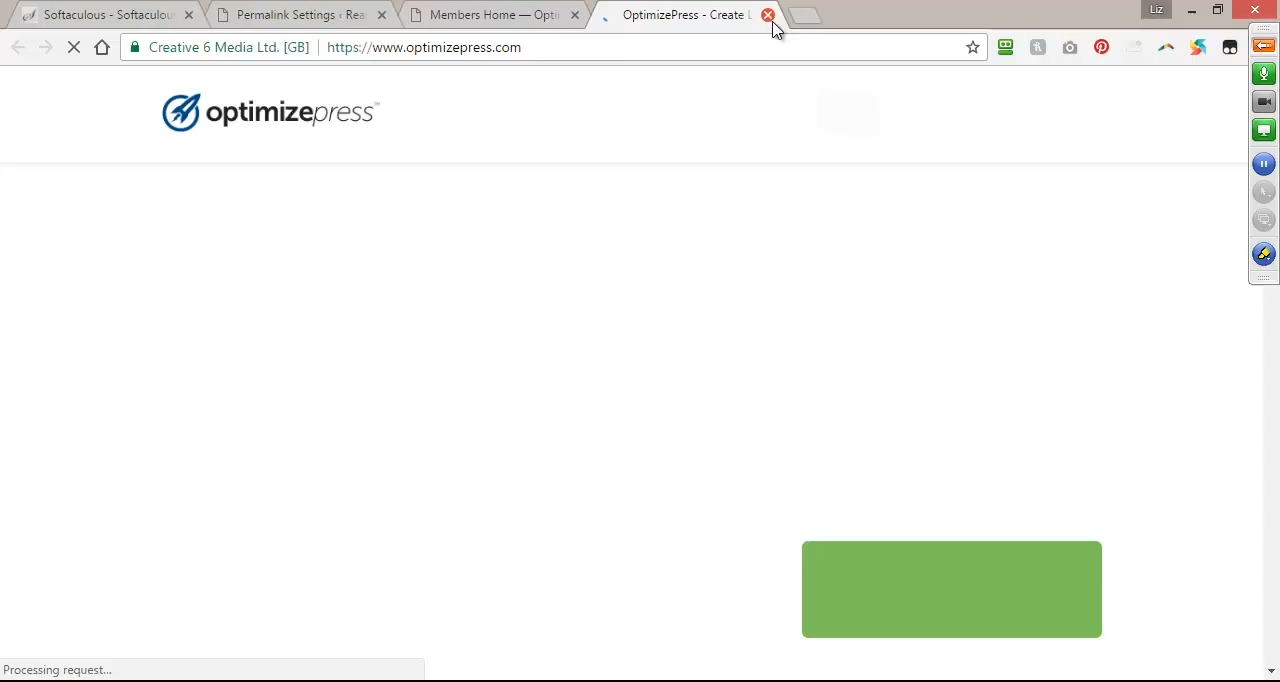 Softaculous - Softaculou
Permalink Settings ‹ Rea
Members Home — Opti
OptimizePress - Create L
Liz
Creative 6 Media Ltd. [GB]
https://www.optimizepress.com
optimizepress™
Processing request...